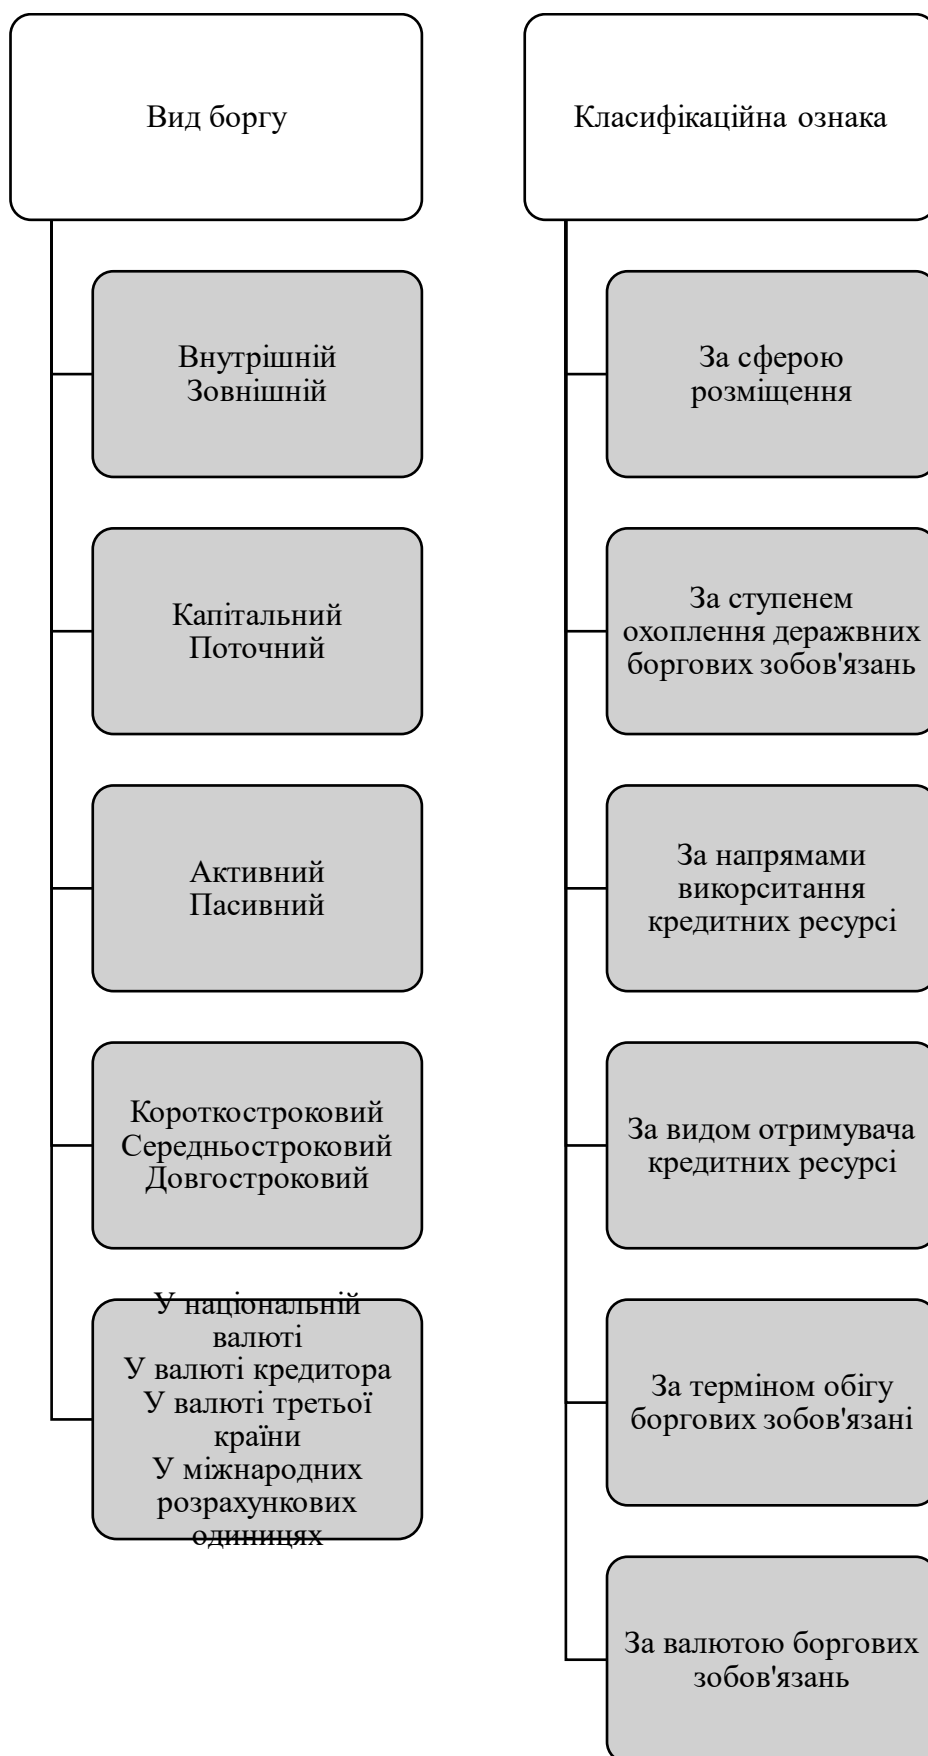 Вид боргу
Внутрішній
Зовнішній
Капітальний
Поточний
Активний
Пасивний
Короткостроковий
Середньостроковий
Довгостроковий
У національній
валюті
У валюті кредитора
У валюті третьої
країни
У міжнародних
розрахункових
одиницях
Класифікаційна ознака
За сферою
розміщення
За ступенем
охоплення деражвних
боргових зобов'язань
За напрямами
викорситання
кредитних ресурсі
За видом отримувача
кредитних ресурсі
За терміном обігу
боргових зобов'язані
За валютою боргових
зобов'язань